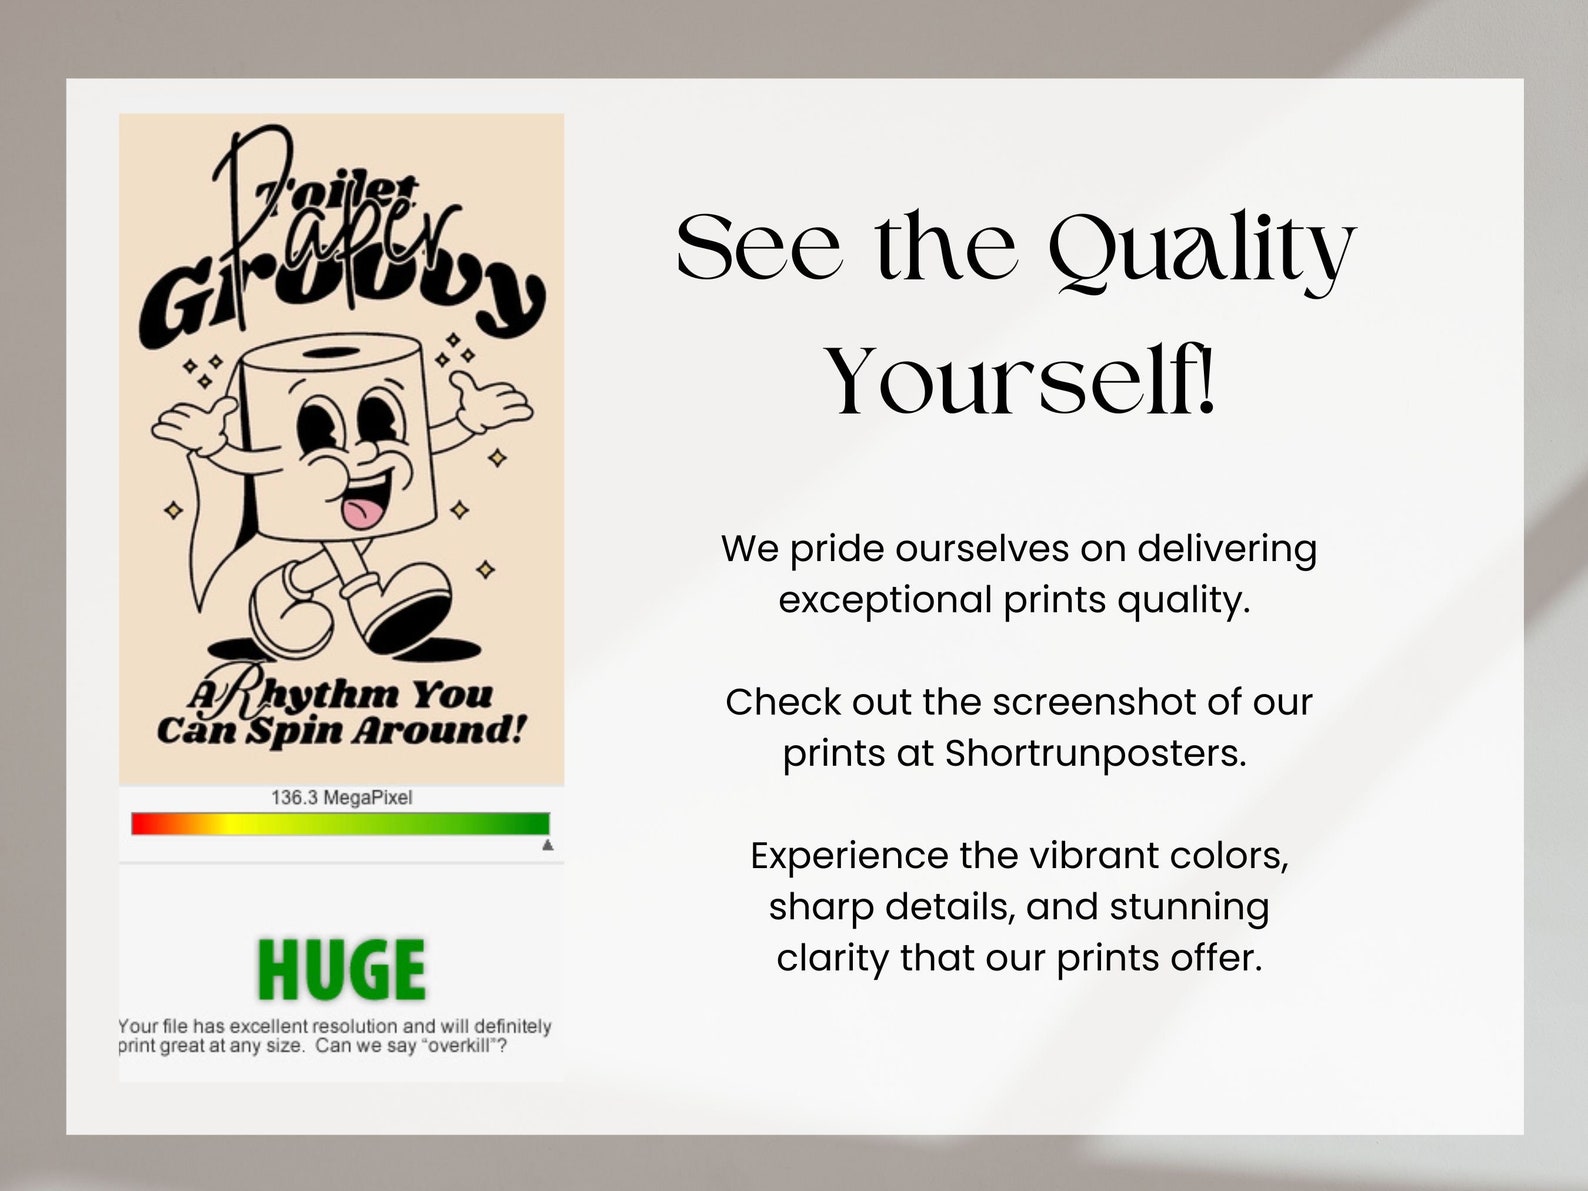 Toilet
Paper
Groovy
A Rhythm You
Can Spin Around!
136.3 MegaPixel
HUGE
Your file has excellent resolution and will definitely
print great at any size. Can we say “overkill”?
See the Quality
Yourself!
We pride ourselves on delivering
exceptional prints quality.
Check out the screenshot of our
prints at Shortrunposters.
Experience the vibrant colors,
sharp details, and stunning
clarity that our prints offer.